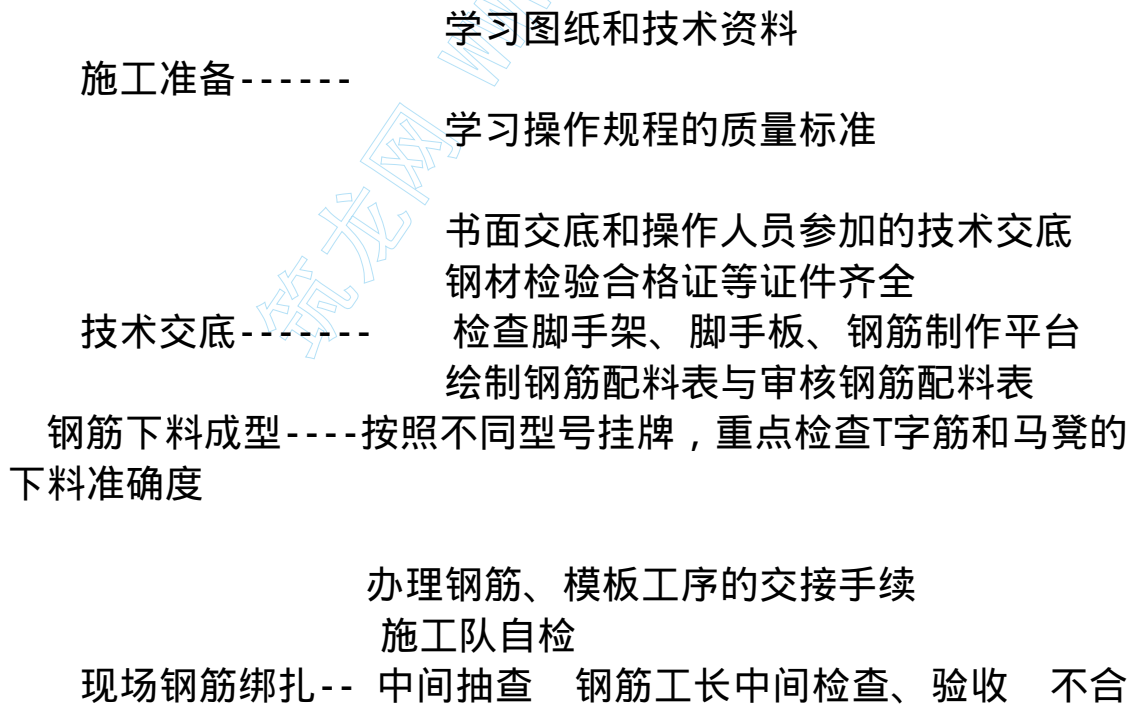 学习图纸和技术资料
施工准备------
学习操作规程的质量标准
书面交底和操作人员参加的技术交底
钢材检验合格证等证件齐全
技术交底------- 检查脚手架、脚手板、钢筋制作平台
绘制钢筋配料表与审核钢筋配料表
钢筋下料成型----按照不同型号挂牌，重点检查T字筋和马凳的
下料准确度
办理钢筋、模板工序的交接手续
施工队自检
现场钢筋绑扎-- 中间抽查 钢筋工长中间检查、验收 不合
筑龙网 WW